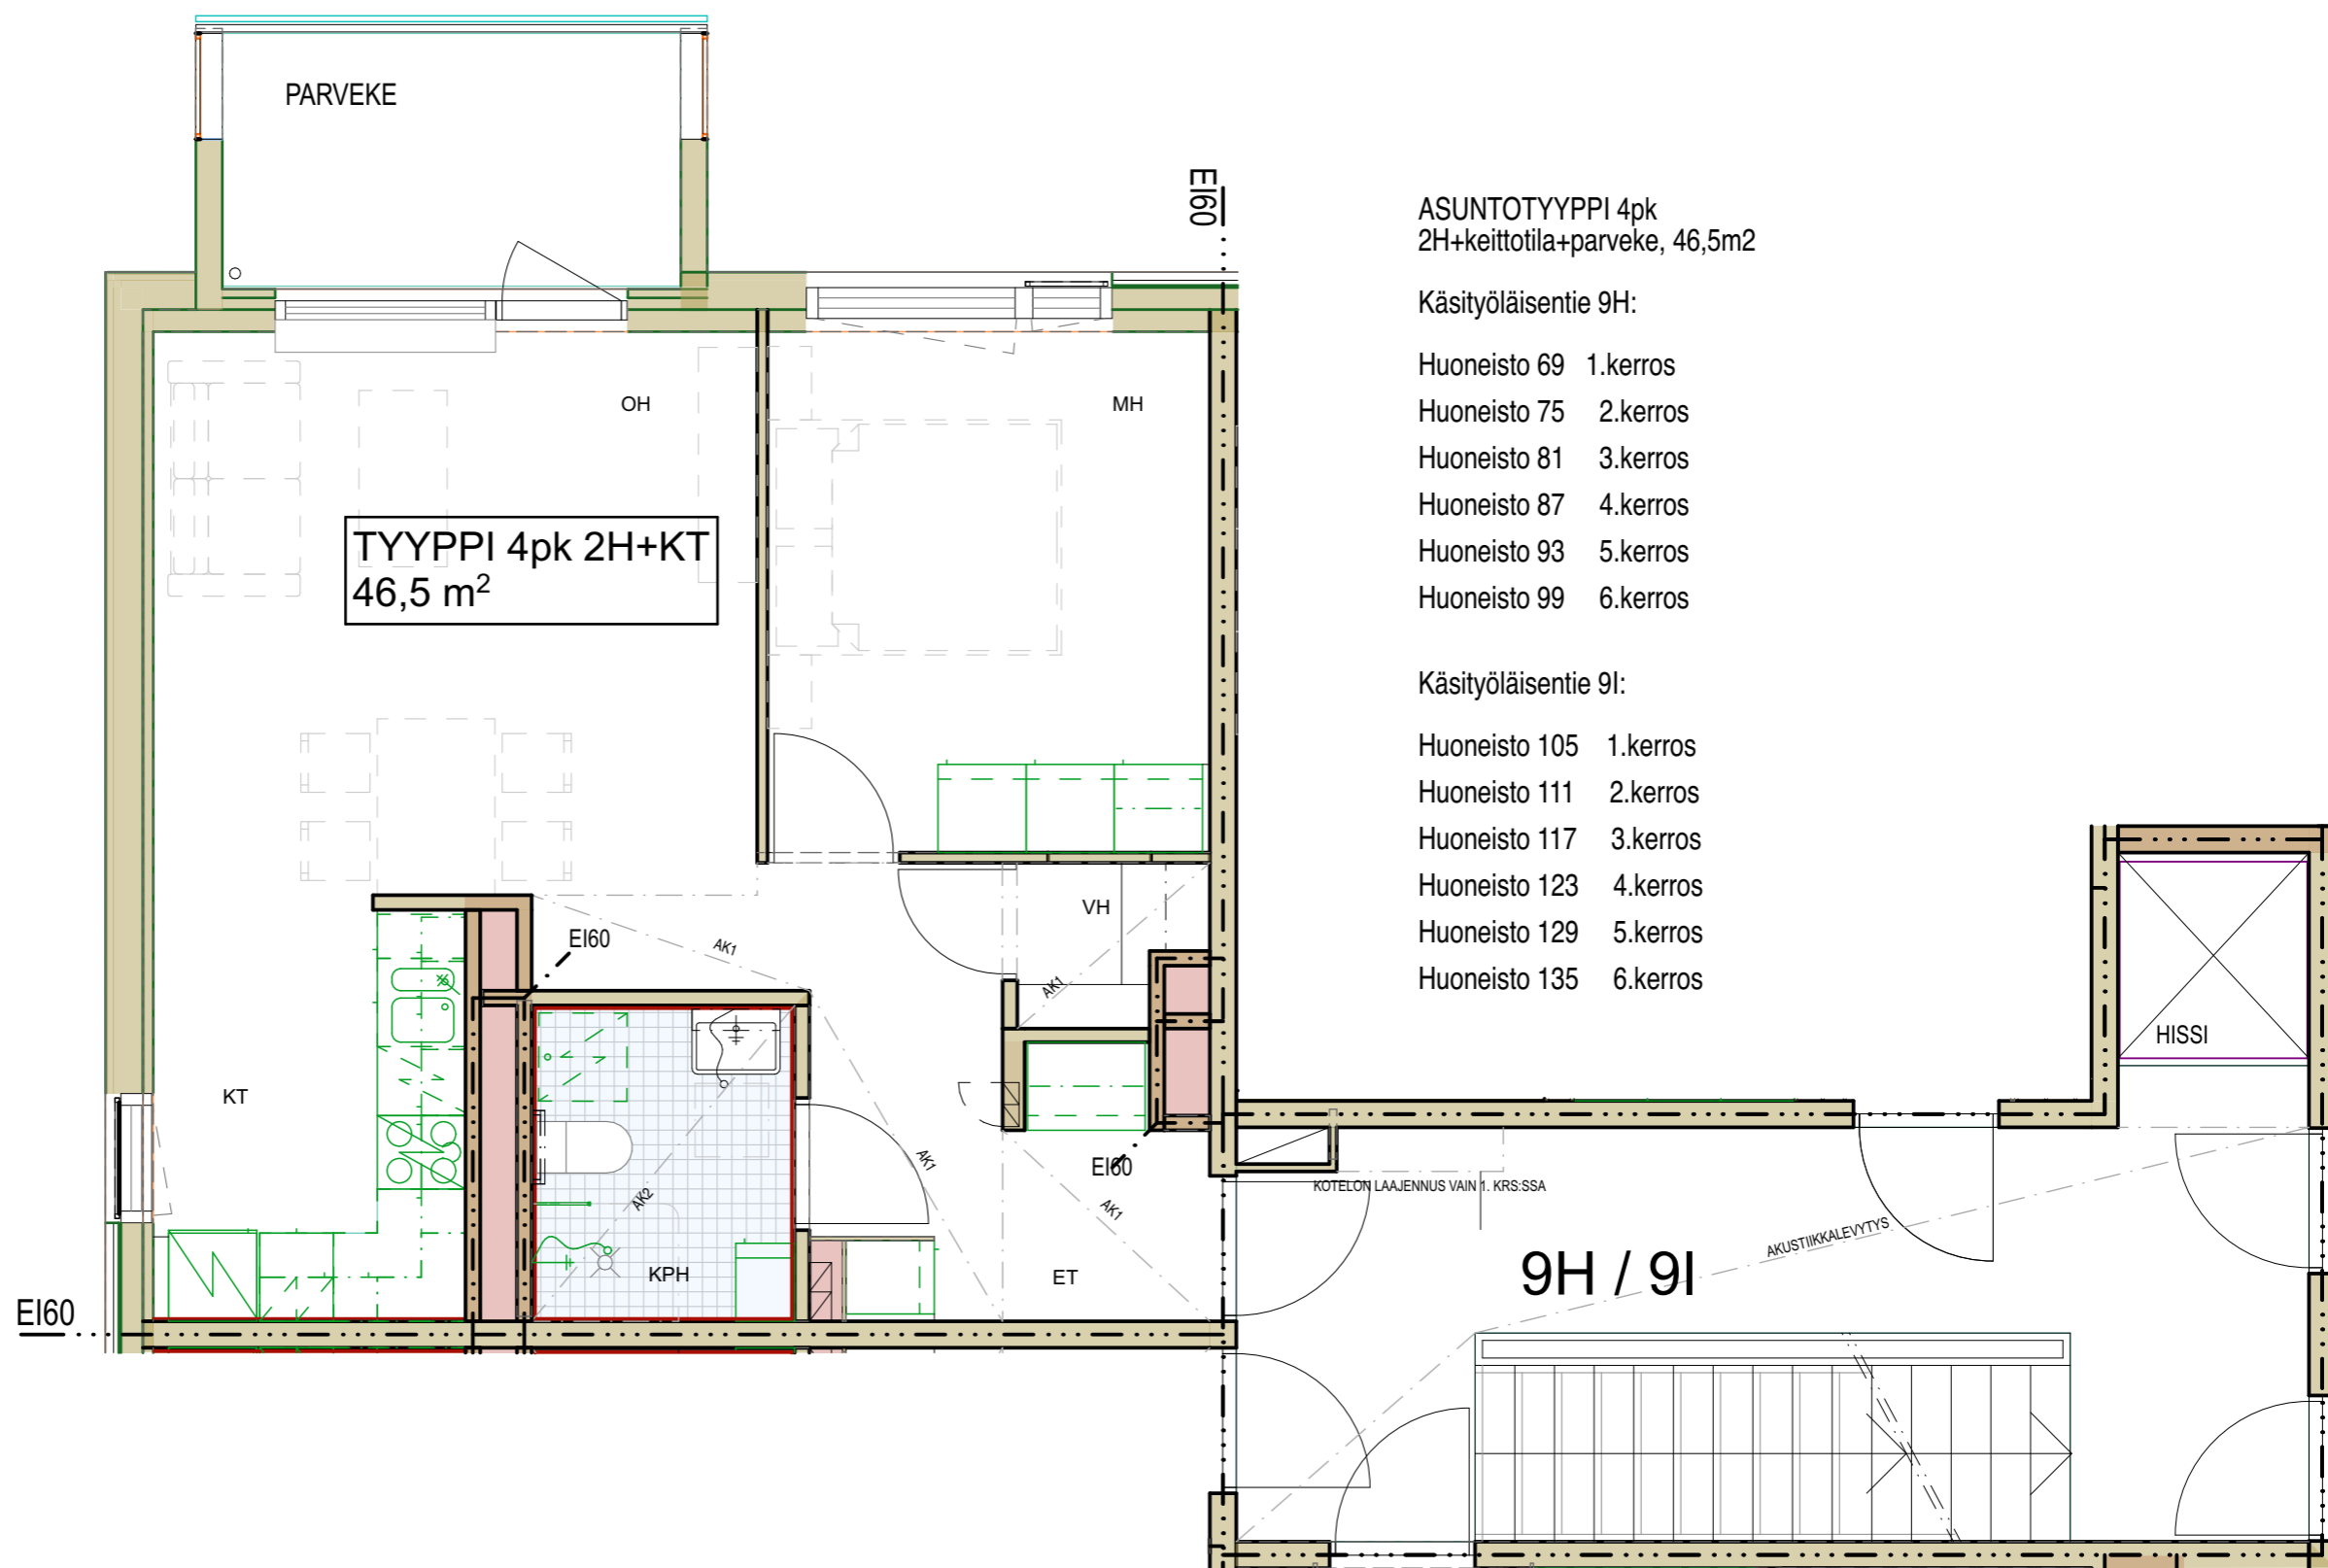 PARVEKE
EI60
ASUNTOTYYPPI 4pk
2H+keittotila+parveke, 46,5m2
Käsityöläisentie 9H:
Huoneisto 69 1.kerros
Huoneisto 75 2.kerros
Huoneisto 81 3.kerros
Huoneisto 87 4.kerros
Huoneisto 93 5.kerros
Huoneisto 99 6.kerros
Käsityöläisentie 9I:
Huoneisto 105 1.kerros
Huoneisto 111 2.kerros
Huoneisto 117 3.kerros
Huoneisto 123 4.kerros
Huoneisto 129 5.kerros
Huoneisto 135 6.kerros
OH
MH
TYYPPI 4pk 2H+KT
46,5 m²
VH
EI60
AK1
AK1
HISSI
KT
AK1
EI60
KOTELON LAAJENNUS VAIN 1. KRS:SSA
AK2
AK1
AKUSTIIKKALEVYTYS
9H / 9I
KPH
ET
EI60